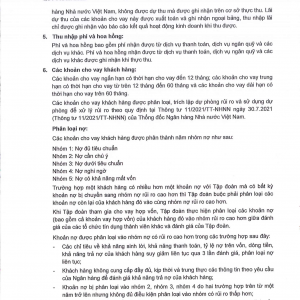 hàng Nhà nước Việt Nam, không được dự thu mà được ghi nhận trên cơ sở thực thu. Lãi
dự thu của các khoản cho vay này được xuất toán và ghi nhận ngoại bảng, thu nhập lãi
chỉ được ghi nhận vào báo cáo kết quả hoạt động kinh doanh khi thu được.
5. Thu nhập phí và hoa hồng:
Phí và hoa hồng bao gồm phí nhận được từ dịch vụ thanh toán, dịch vụ ngân quỹ và các
dịch vụ khác. Phí và hoa hồng nhận được từ dịch vụ thanh toán, dịch vụ ngân quỹ và các
dịch vụ khác được ghi nhận khi thực nhận.
6. Các khoản cho vay khách hàng:
Các khoản cho vay ngắn hạn có thời hạn cho vay đến 12 tháng; các khoản cho vay trung
hạn có thời hạn cho vay từ trên 12 tháng đến 60 tháng và các khoản cho vay dài hạn có
thời hạn cho vay trên 60 tháng.
Các khoản cho vay khách hàng được phân loại, trích lập dự phòng rủi ro và sử dụng dự
phòng để xử lý rủi ro theo quy định tại Thông tư 11/2021/TT-NHNN ngày 30.7.2021
(Thông tư 11/2021/TT-NHNN) của Thống đốc Ngân hàng Nhà nước Việt Nam.
Phân loại nợ:
Các khoản cho vay khách hàng được phân thành năm nhóm nợ như sau:
Nhóm 1: Nợ đủ tiêu chuẩn
Nhóm 2: Nợ cần chú ý
Nhóm 3: Nợ dưới tiêu chuẩn
Nhóm 4: Nợ nghi ngờ
Nhóm 5: Nợ có khả năng mất vốn
Trường hợp một khách hàng có nhiều hơn một khoản nợ với Tập đoàn mà có bất kỳ
khoản nợ bị chuyển sang nhóm nợ rủi ro cao hơn thì Tập đoàn buộc phải phân loại các
khoản nợ còn lại của khách hàng đó vào cùng nhóm nợ rủi ro cao hơn.
Khi Tập đoàn tham gia cho vay hợp vốn, Tập đoàn thực hiện phân loại các khoản nợ
(bao gồm cả khoản vay hợp vốn) của khách hàng đó vào nhóm rủi ro cao hơn giữa đánh
giá của các tổ chức tín dụng thành viên khác và đánh giá của Tập đoàn.
Khoản nợ được phân loại vào nhóm nợ có rủi ro cao hơn trong các trường hợp sau đây:
- Các chỉ tiêu về khả năng sinh lời, khả năng thanh toán, tỷ lệ nợ trên vốn, dòng tiền,
khả năng trả nợ của khách hàng suy giảm liên tục qua 3 lần đánh giá, phân loại nợ
liên tục;
- Khách hàng không cung cấp đầy đủ, kịp thời và trung thực các thông tin theo yêu cầu
của Ngân hàng để đánh giá khả năng trả nợ của khách hàng;
- Khoản nợ bị phân loại vào nhóm 2, nhóm 3, nhóm 4 do hai trường hợp trên từ một
năm trở lên nhưng không đủ điều kiện phân loại vào nhóm có rủi ro thấp hơn;